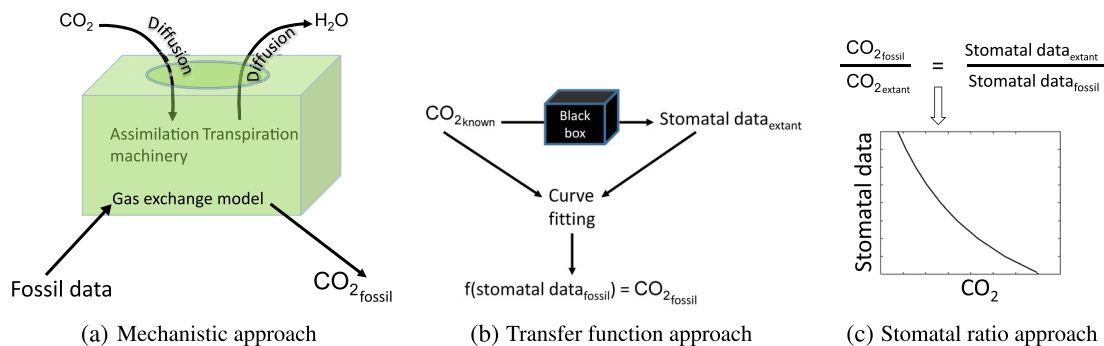 CO₂
Diffusion
Diffusion
H₂O
Assimilation Transpiration
machinery
Gas exchange model
Fossil data
CO₂fossil
(a) Mechanistic approach
CO₂known
Black
box
Stomatal dataextant
Curve
fitting
f(stomatal datafossil) = CO₂fossil
(b) Transfer function approach
CO₂fossil
CO₂extant
=
Stomatal dataextant
Stomatal datafossil
Stomatal data
CO₂
(c) Stomatal ratio approach